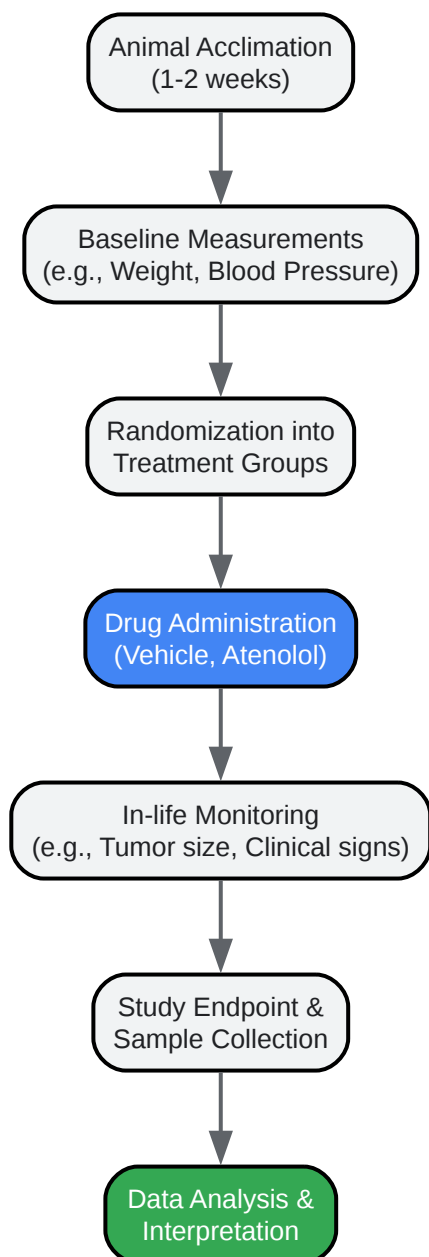 Animal Acclimation
(1-2 weeks)
Baseline Measurements
(e.g., Weight, Blood Pressure)
Randomization into
Treatment Groups
Drug Administration
(Vehicle, Atenolol)
In-life Monitoring
(e.g., Tumor size, Clinical signs)
Study Endpoint &
Sample Collection
Data Analysis &
Interpretation